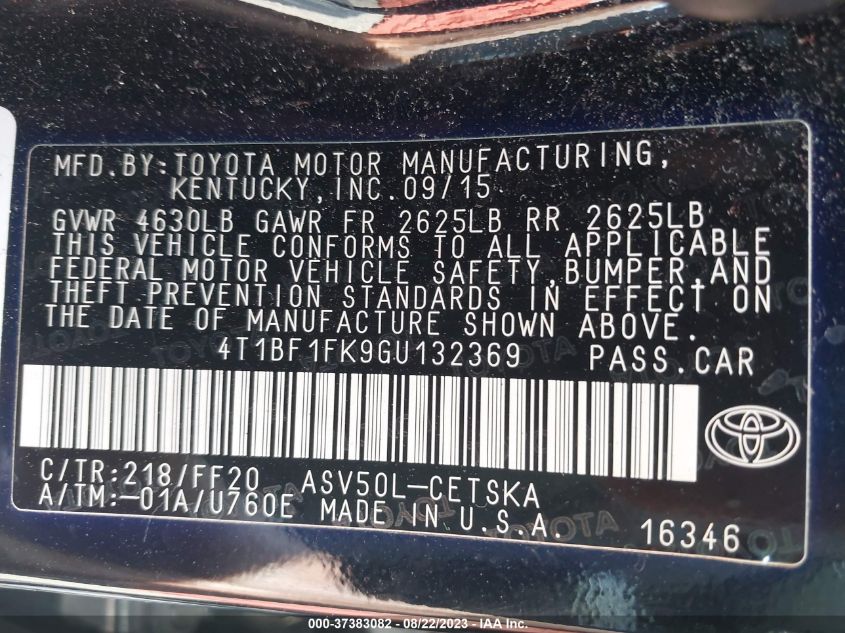 MFD.BY:TOYOTA MOTOR MANUFACTURING,
KENTUCKY,INC.09/15
GVWR 4630LB GAWR FR 2625LB RR 2625LB
THIS VEHICLE CONFORMS TO ALL APPLICABLE
FEDERAL MOTOR VEHICLE SAFETY,BUMPER,AND
THEFT PREVENTION STANDARDS IN EFFECT ON
THE DATE OF MANUFACTURE SHOWN ABOVE.
4T1BF1FK9GU132369 PASS.CAR
C/TR:218/FF20 ASV50L-CETSKA
A/TM:-01A/U760E MADE IN U.S.A.
16346
TOYOTA
000-37383082 - 08/22/2023 - IAA Inc.